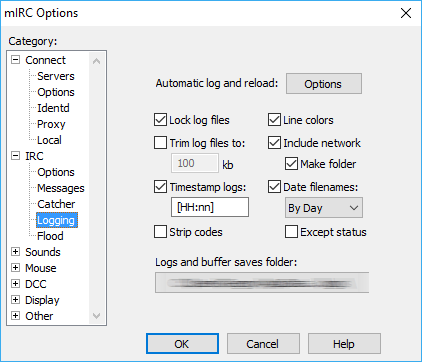 mIRC Options
Category:
Connect
Servers
Options
Identd
Proxy
Local
IRC
Options
Messages
Catcher
Logging
Flood
Sounds
Mouse
DCC
Display
Other
Automatic log and reload: Options
Lock log files Line colors
Trim log files to: Include network
100 kb Make folder
Timestamp logs: Date filenames:
[HH:nn] By Day
Strip codes Except status
Logs and buffer saves folder:
OK Cancel Help